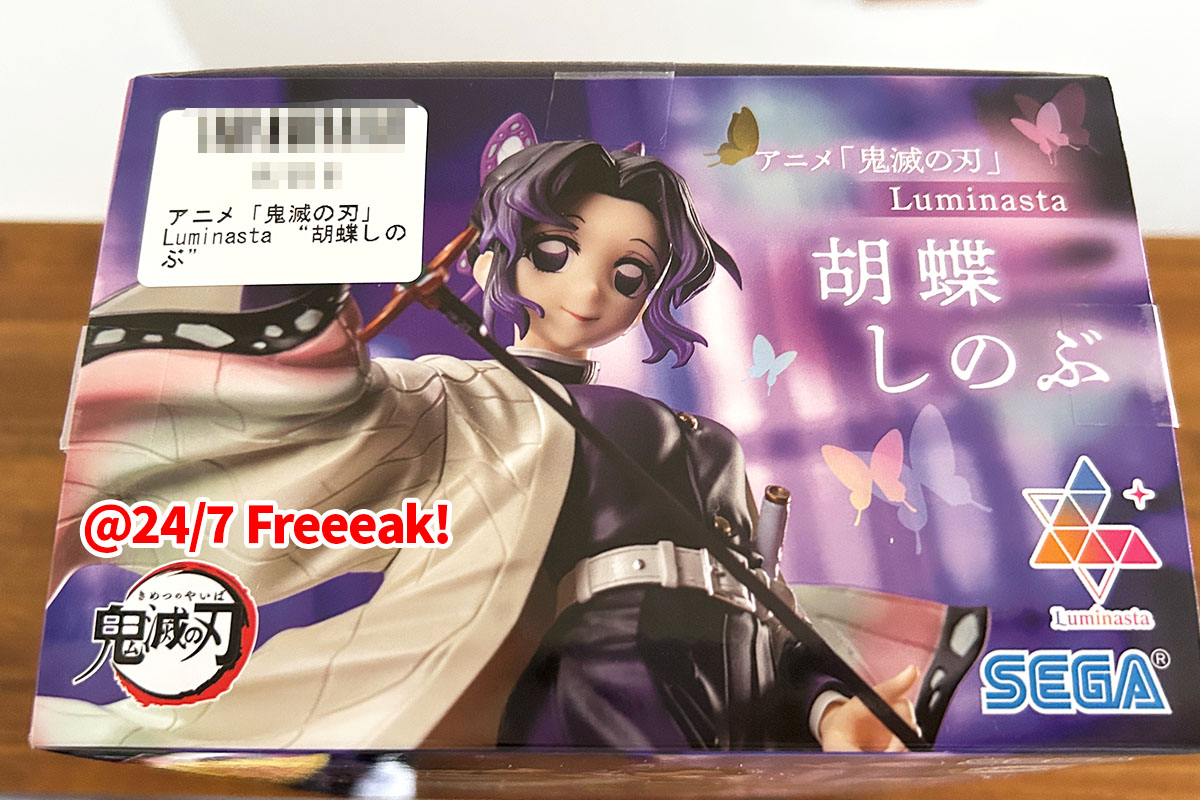 アニメ「鬼滅の刃」
Luminasta “胡蝶しの
ぶ”
アニメ「鬼滅の刃」
Luminasta
胡蝶
しのぶ
@24/7 Freeeak!
きめつのやいば
鬼滅の刃
Luminasta
SEGA®